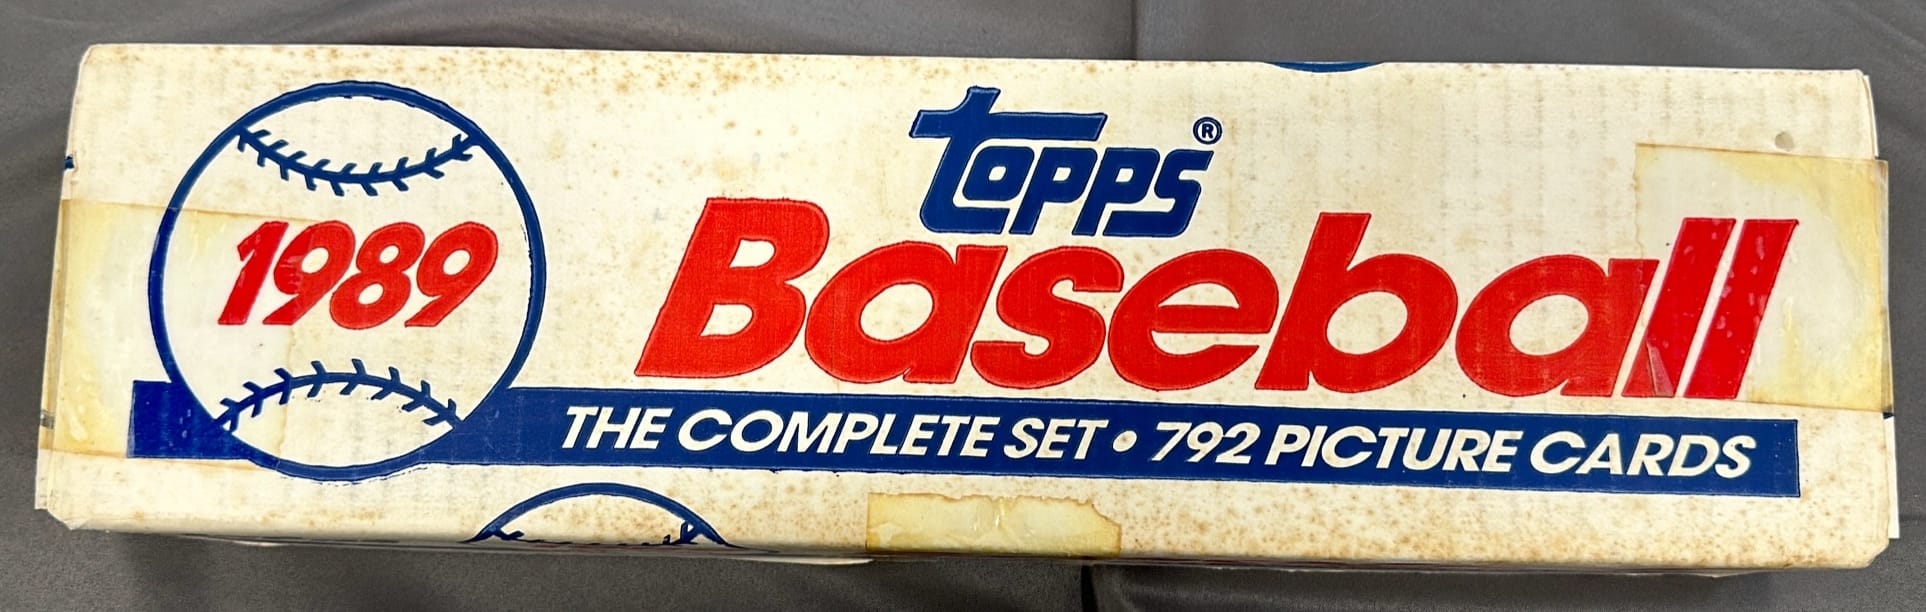 1989
topps®
Baseball
THE COMPLETE SET • 792 PICTURE CARDS